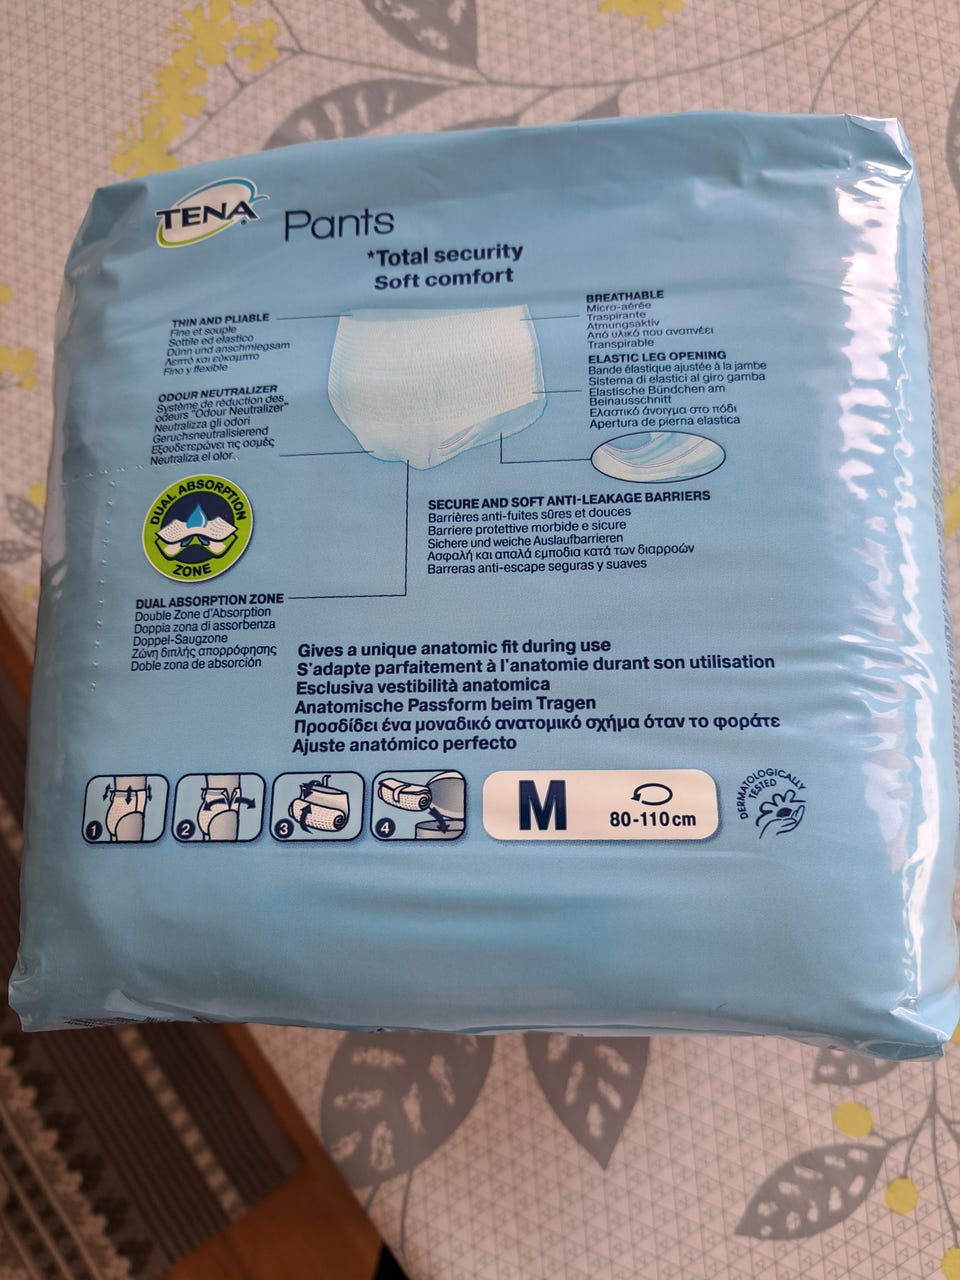 TENA Pants
*Total security
Soft comfort
THIN AND PLIABLE
Fine et souple
Sottile ed elastico
Dünn und anschmiegsam
Λεπτό και εύκαμπτο
Fino y flexible
BREATHABLE
Micro-aérée
Traspirante
Atmungsaktiv
Από υλικό που αναπνέει
Transpirable
ELASTIC LEG OPENING
Bande élastique ajustée à la jambe
Sistema di elastici al giro gamba
Elastische Bündchen am
Beinausschnitt
Ελαστικό άνοιγμα στο πόδι
Apertura de pierna elastica
ODOUR NEUTRALIZER
Système de réduction des
odeurs "Odour Neutralizer"
Neutralizza gli odori
Geruchsneutralisierend
Εξουδετερώνει τις οσμές
Neutraliza el olor.
DUAL ABSORPTION
ZONE
SECURE AND SOFT ANTI-LEAKAGE BARRIERS
Barrières anti-fuites sûres et douces
Barriere protettive morbide e sicure
Sichere und weiche Auslaufbarrieren
Ασφαλή και απαλά εμποδια κατά των διαρροών
Barreras anti-escape seguras y suaves
DUAL ABSORPTION ZONE
Double Zone d'Absorption
Doppia zona di assorbenza
Doppel-Saugzone
Ζώνη διπλής απορρόφησης
Doble zona de absorción
Gives a unique anatomic fit during use
S'adapte parfaitement à l'anatomie durant son utilisation
Esclusiva vestibilità anatomica
Anatomische Passform beim Tragen
Προσδίδει ένα μοναδικό ανατομικό σχήμα όταν το φοράτε
Ajuste anatómico perfecto
1 2 3 4
M 80-110 cm
DERMATOLOGICALLY
TESTED